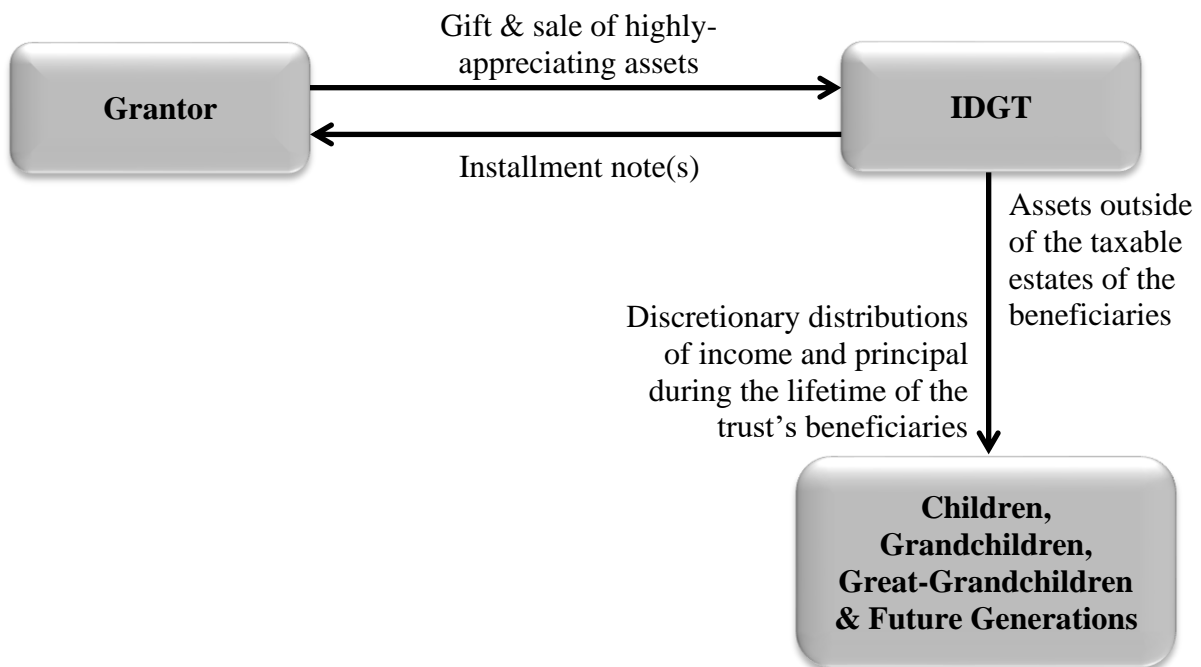 Gift & sale of highly-
appreciating assets
Grantor
IDGT
Installment note(s)
Assets outside
of the taxable
estates of the
beneficiaries
Discretionary distributions
of income and principal
during the lifetime of the
trust’s beneficiaries
Children,
Grandchildren,
Great-Grandchildren
& Future Generations